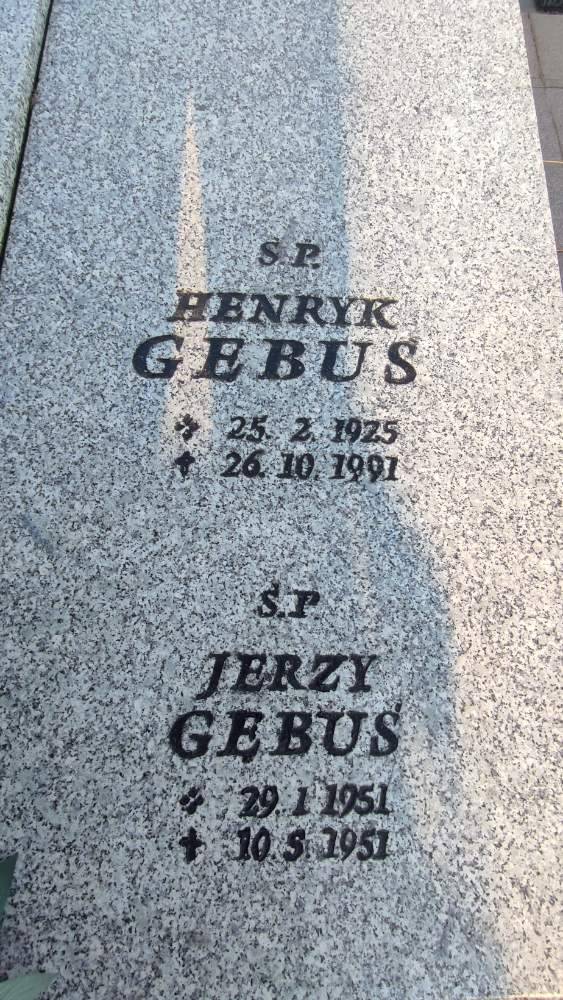 Ś.P.
HENRYK
GĘBUŚ
25. 2. 1925
26. 10. 1991
Ś.P
JERZY
GĘBUŚ
29. 1 1951
10. 5. 1951